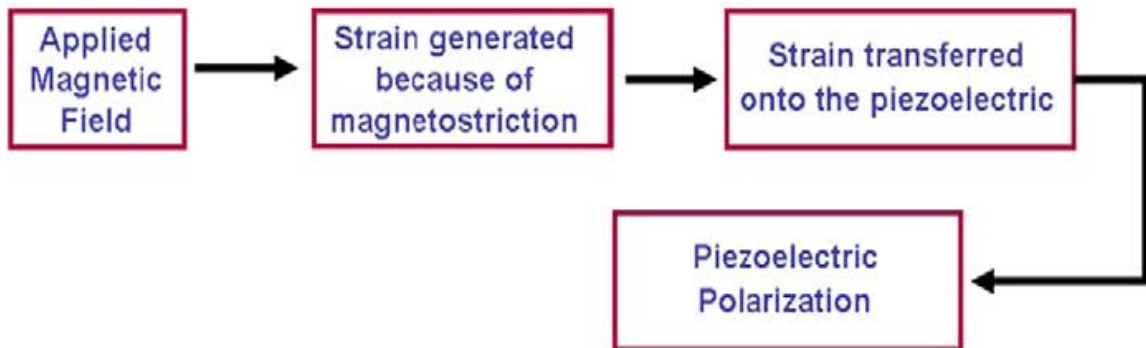 Applied
Magnetic
Field
Strain generated
because of
magnetostriction
Strain transferred
onto the piezoelectric
Piezoelectric
Polarization